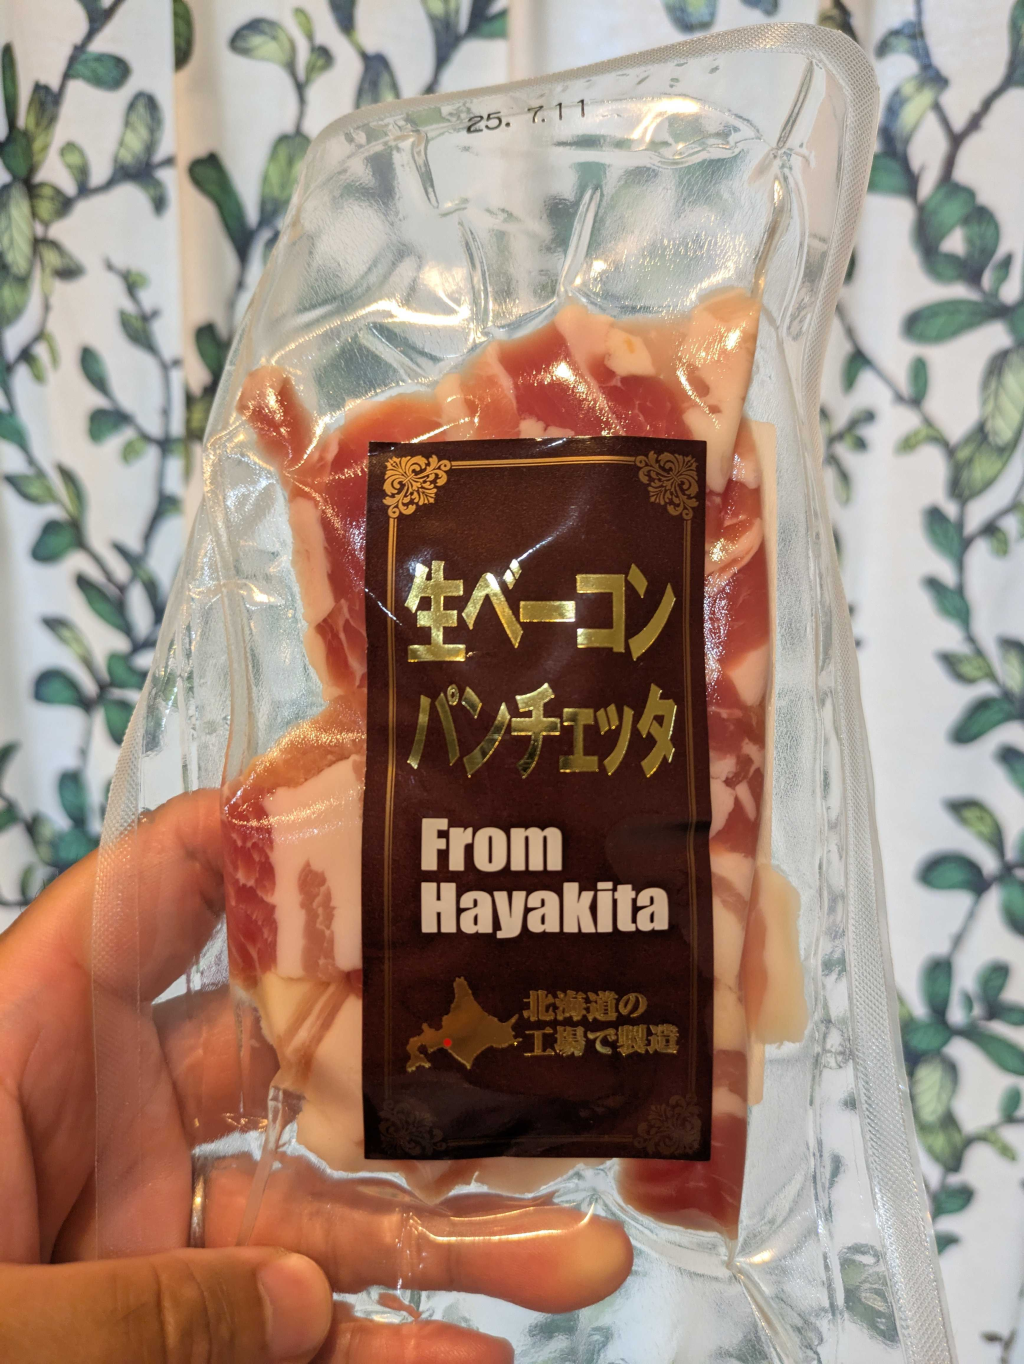 25. 7.11
生ベーコン
パンチェッタ
From
Hayakita
北海道の
工場で製造